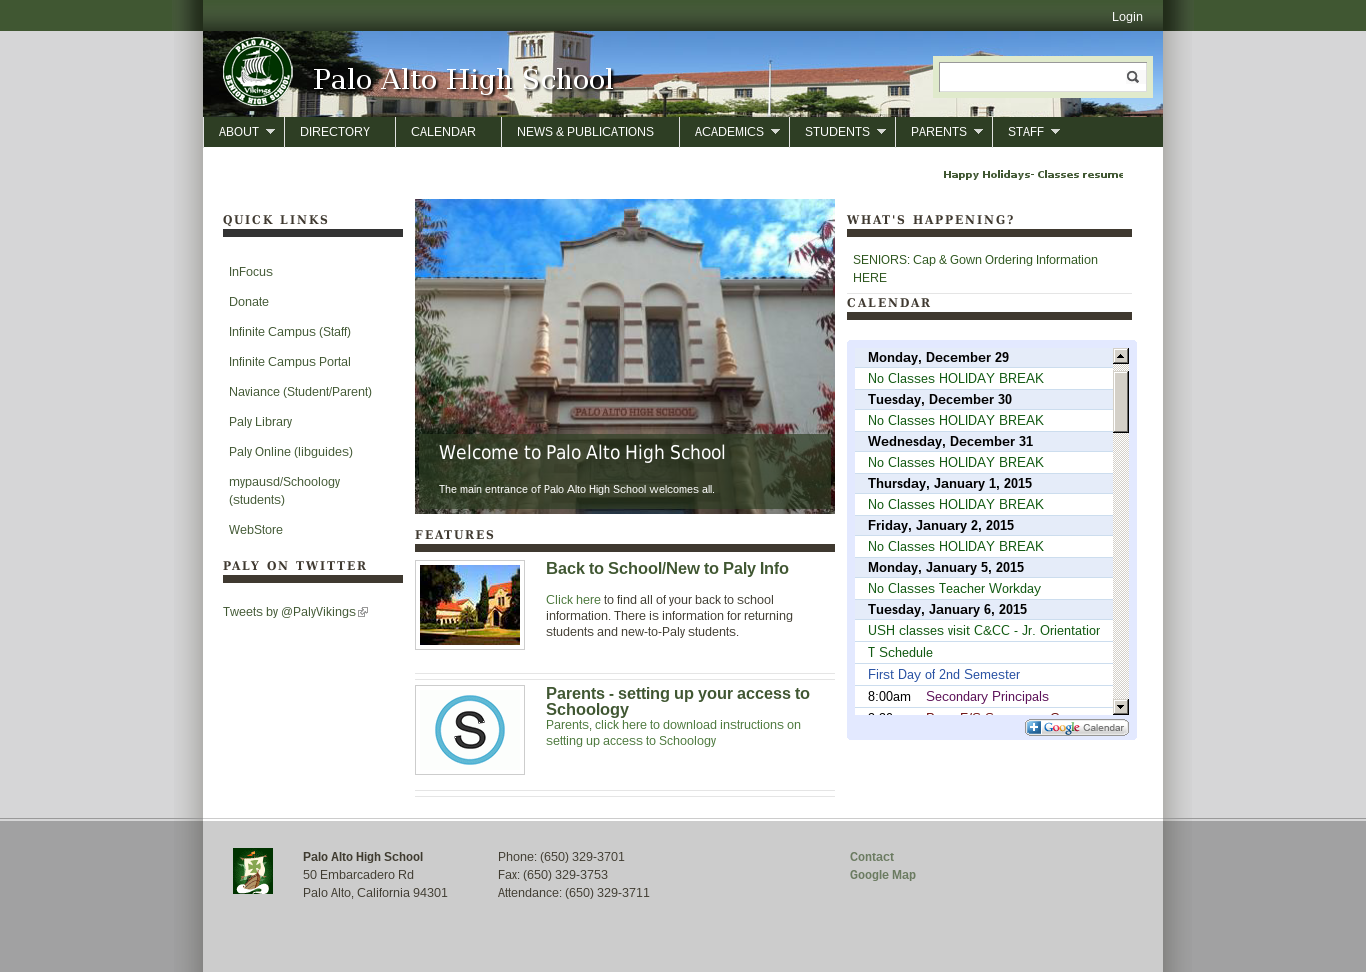 Login
PALO ALTO
Vikings
SENIOR HIGH SCHOOL
Palo Alto High School
ABOUT
DIRECTORY
CALENDAR
NEWS & PUBLICATIONS
ACADEMICS
STUDENTS
PARENTS
STAFF
Happy Holidays- Classes resume
QUICK LINKS
InFocus
Donate
Infinite Campus (Staff)
Infinite Campus Portal
Naviance (Student/Parent)
Paly Library
Paly Online (libguides)
mypausd/Schoology
(students)
WebStore
PALY ON TWITTER
Tweets by @PalyVikings
PALO ALTO HIGH SCHOOL
Welcome to Palo Alto High School
The main entrance of Palo Alto High School welcomes all.
FEATURES
Back to School/New to Paly Info
Click here to find all of your back to school
information. There is information for returning
students and new-to-Paly students.
S
Parents - setting up your access to
Schoology
Parents, click here to download instructions on
setting up access to Schoology
WHAT'S HAPPENING?
SENIORS: Cap & Gown Ordering Information
HERE
CALENDAR
Monday, December 29
No Classes HOLIDAY BREAK
Tuesday, December 30
No Classes HOLIDAY BREAK
Wednesday, December 31
No Classes HOLIDAY BREAK
Thursday, January 1, 2015
No Classes HOLIDAY BREAK
Friday, January 2, 2015
No Classes HOLIDAY BREAK
Monday, January 5, 2015
No Classes Teacher Workday
Tuesday, January 6, 2015
USH classes visit C&CC - Jr. Orientation
T Schedule
First Day of 2nd Semester
8:00am Secondary Principals
Google Calendar
Palo Alto High School
50 Embarcadero Rd
Palo Alto, California 94301
Phone: (650) 329-3701
Fax: (650) 329-3753
Attendance: (650) 329-3711
Contact
Google Map